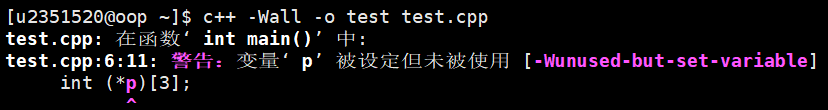 [u2351520@oop ~]$ c++ -Wall -o test test.cpp
test.cpp: 在函数‘ int main()’ 中:
test.cpp:6:11: 警告：变量‘ p’ 被设定但未被使用 [-Wunused-but-set-variable]
int (*p)[3];
^